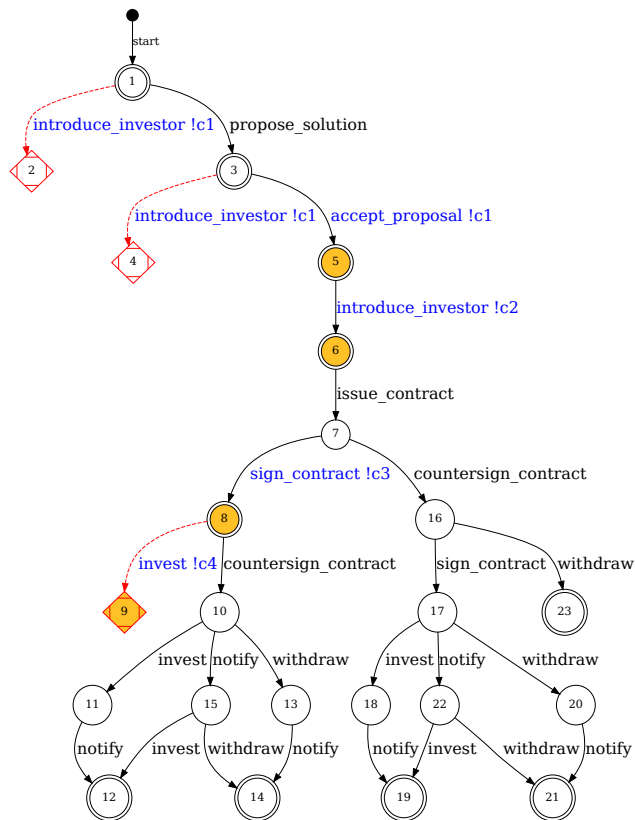 start
1
introduce_investor !c1 propose_solution
2
3
introduce_investor !c1 accept_proposal !c1
4
5
introduce_investor !c2
6
issue_contract
7
sign_contract !c3 countersign_contract
8
16
invest !c4 countersign_contract sign_contract withdraw
9
10
17
23
invest notify withdraw invest notify withdraw
11
15
13
18
22
20
notify invest withdraw notify notify invest withdraw notify
12
14
19
21